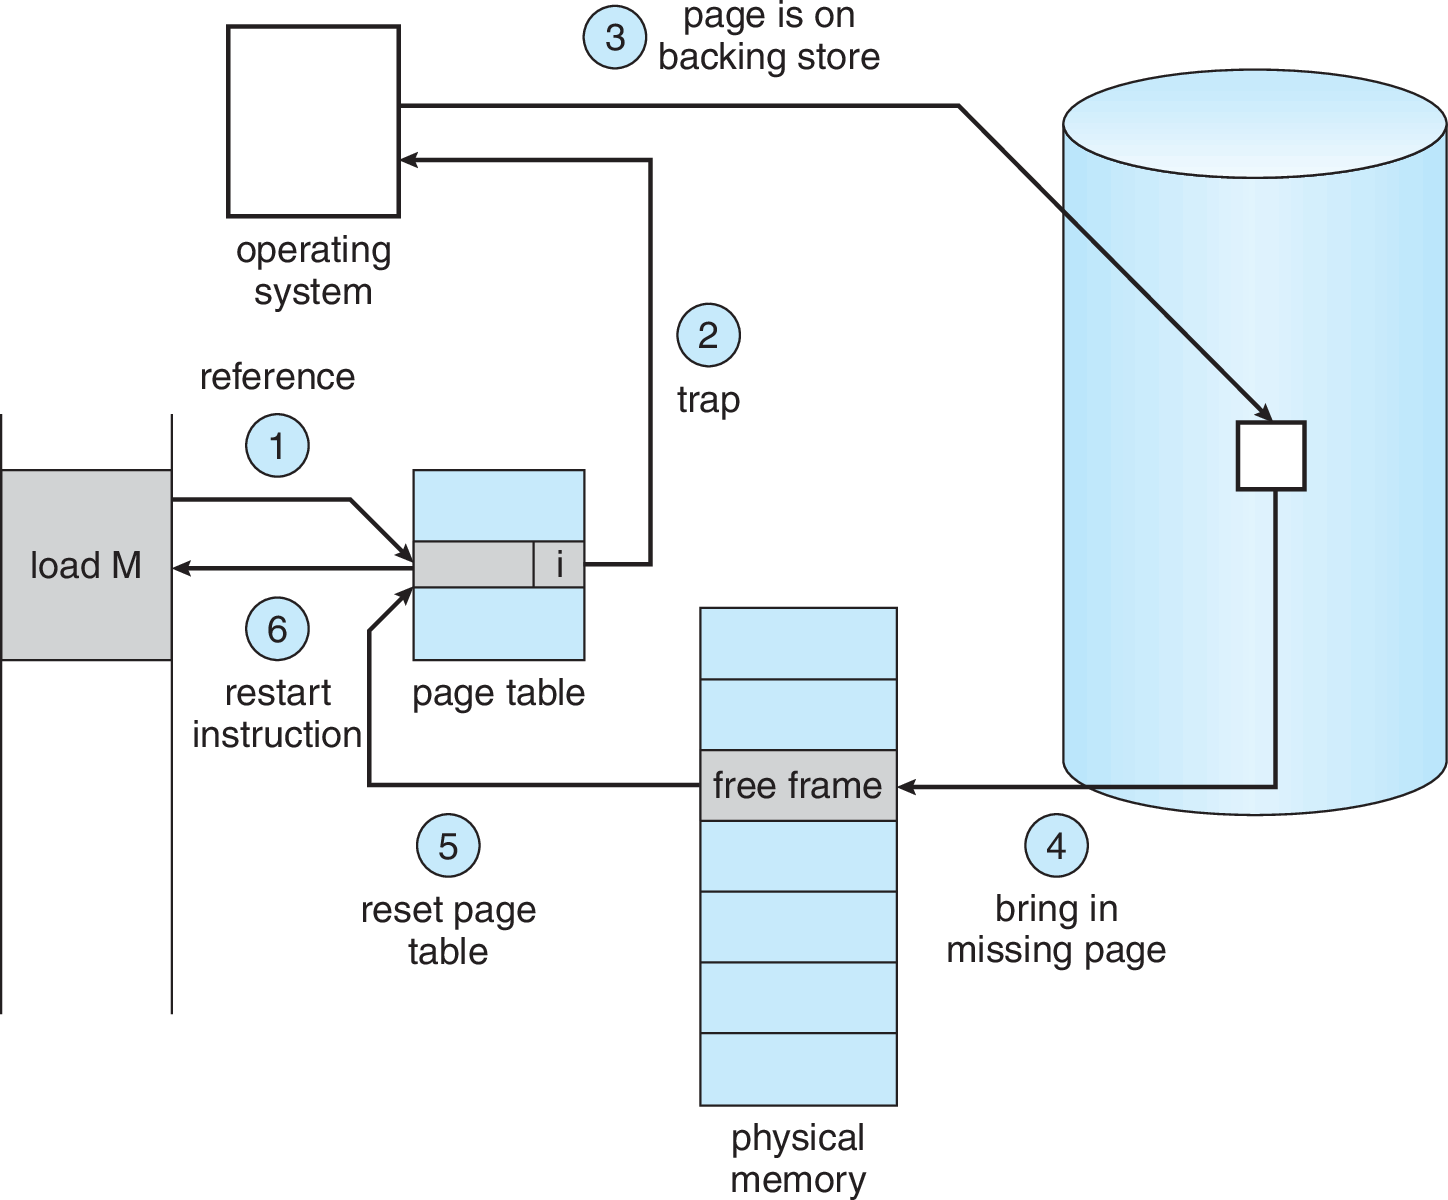 3
page is on
backing store
operating
system
2
trap
reference
1
load M
i
6
restart
instruction
page table
free frame
5
reset page
table
4
bring in
missing page
physical
memory